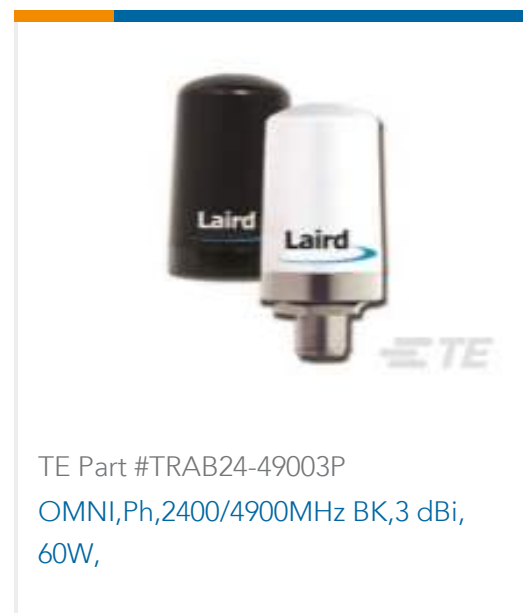 Laird
Laird
TE
TE Part #TRAB24-49003P
OMNI,Ph,2400/4900MHz BK,3 dBi,
60W,